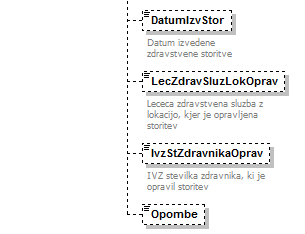 DatumIzvStor
Datum izvedene
zdravstvene storitve
LecZdravSluzLokOprav
Lececa zdravstvena sluzba z
lokacijo, kjer je opravljena
storitev
IvzStZdravnikaOprav
IVZ stevilka zdravnika, ki je
opravil storitev
Opombe